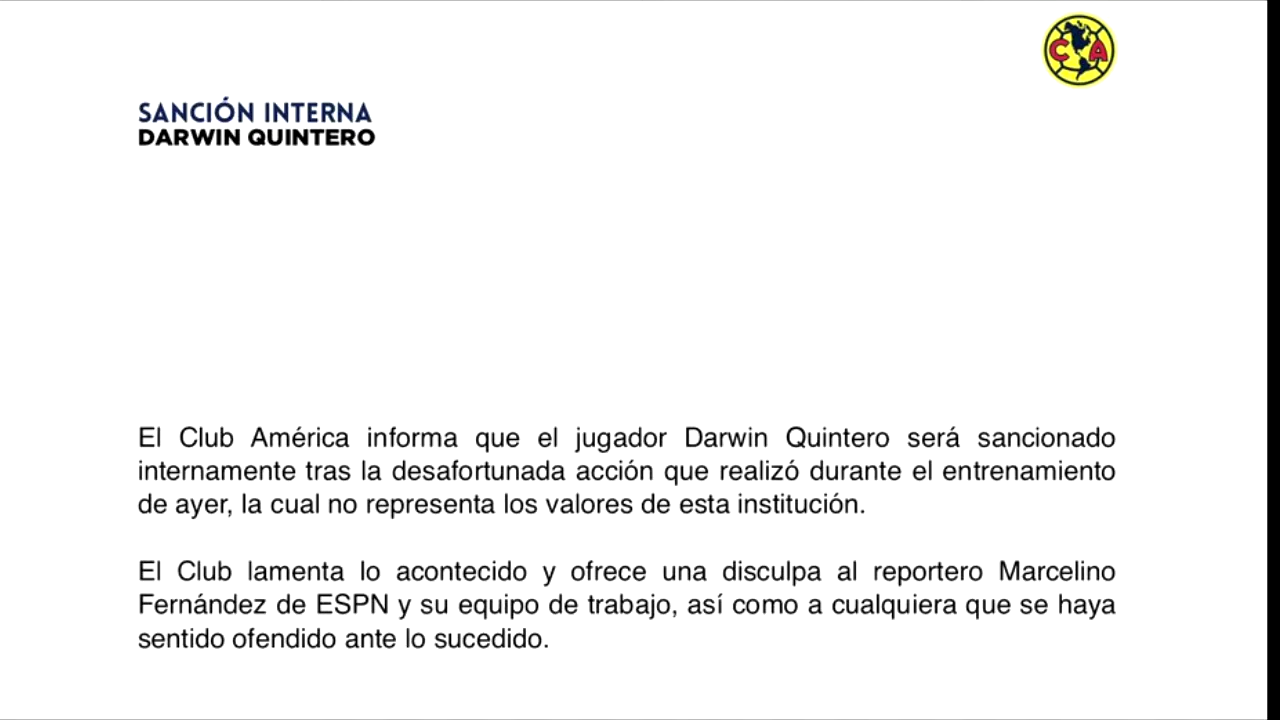 CA
SANCIÓN INTERNA
DARWIN QUINTERO
El Club América informa que el jugador Darwin Quintero será sancionado
internamente tras la desafortunada acción que realizó durante el entrenamiento
de ayer, la cual no representa los valores de esta institución.
El Club lamenta lo acontecido y ofrece una disculpa al reportero Marcelino
Fernández de ESPN y su equipo de trabajo, así como a cualquiera que se haya
sentido ofendido ante lo sucedido.